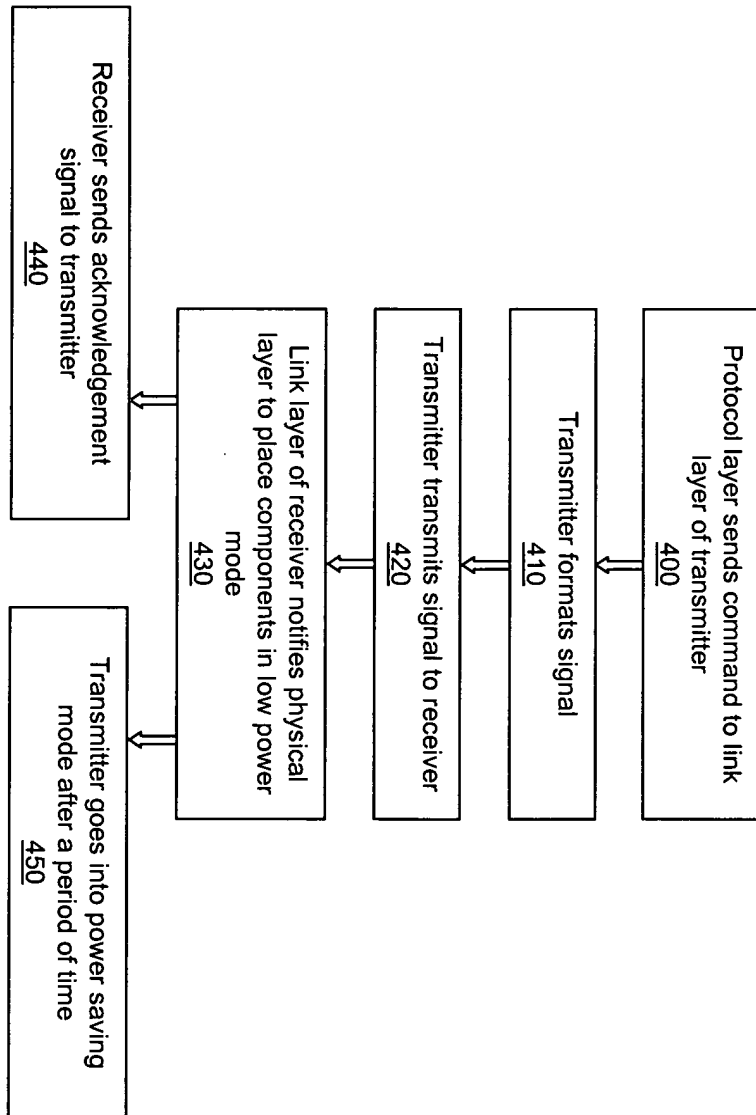 Protocol layer sends command to link
layer of transmitter
400
Transmitter formats signal
410
Transmitter transmits signal to receiver
420
Link layer of receiver notifies physical
layer to place components in low power
mode
430
Receiver sends acknowledgement
signal to transmitter
440
Transmitter goes into power saving
mode after a period of time
450